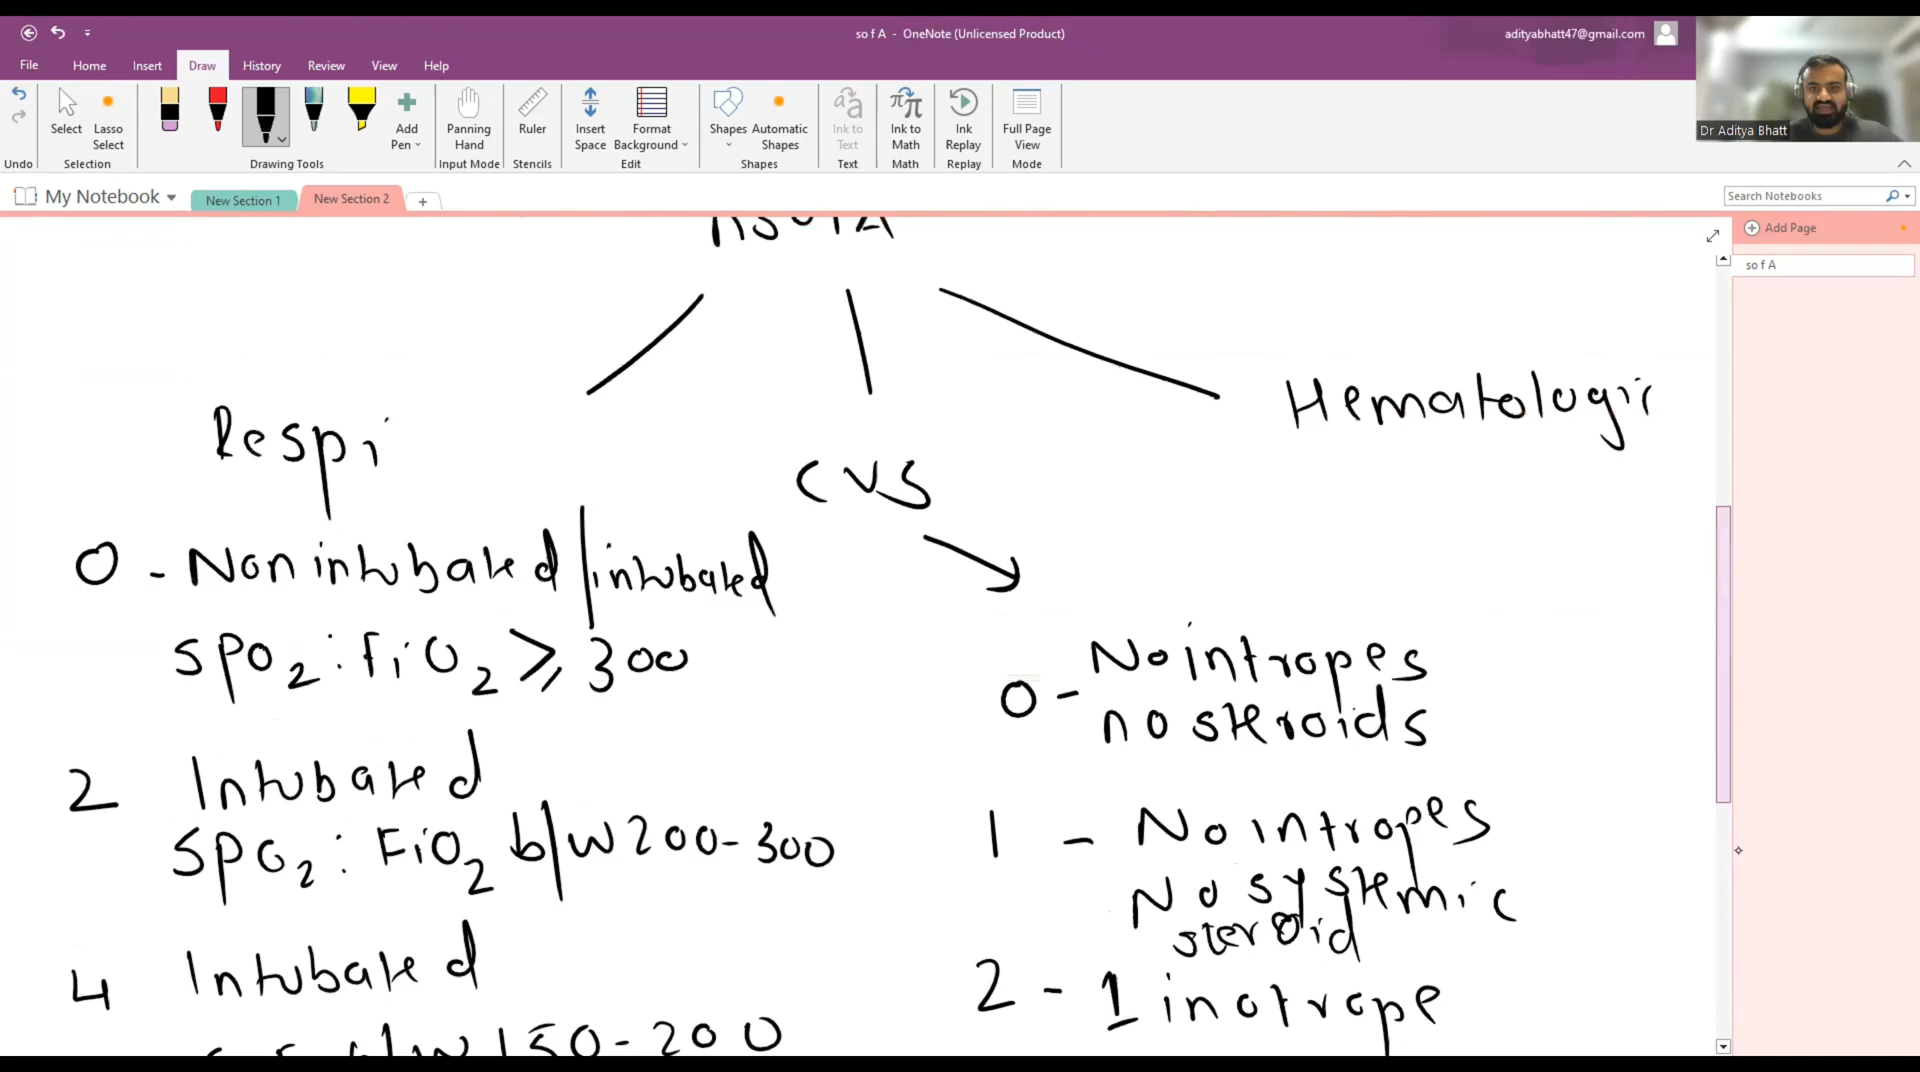 so f A - OneNote (Unlicensed Product)
adityabhatt47@gmail.com
File Home Insert Draw History Review View Help
Undo
Select
Lasso Select
Selection
Drawing Tools
Add Pen
Panning Hand
Input Mode
Ruler
Stencils
Insert Space
Format Background
Edit
Shapes
Automatic Shapes
Shapes
Ink to Text
Text
Ink to Math
Math
Ink Replay
Replay
Full Page View
Mode
Dr Aditya Bhatt
My Notebook
New Section 1
New Section 2
Search Notebooks
Add Page
so f A
nSOFA
Respi
CVS
Hematologic
0 - Non intubated / intubated
SPO2 : FiO2 ≥ 300
2 Intubated
SPO2 : FiO2 b/w 200-300
4 Intubated
b/w 150-200
0 - No intropes
no steroids
1 - No intropes
No systemic
steroid
2 - 1 inotrope